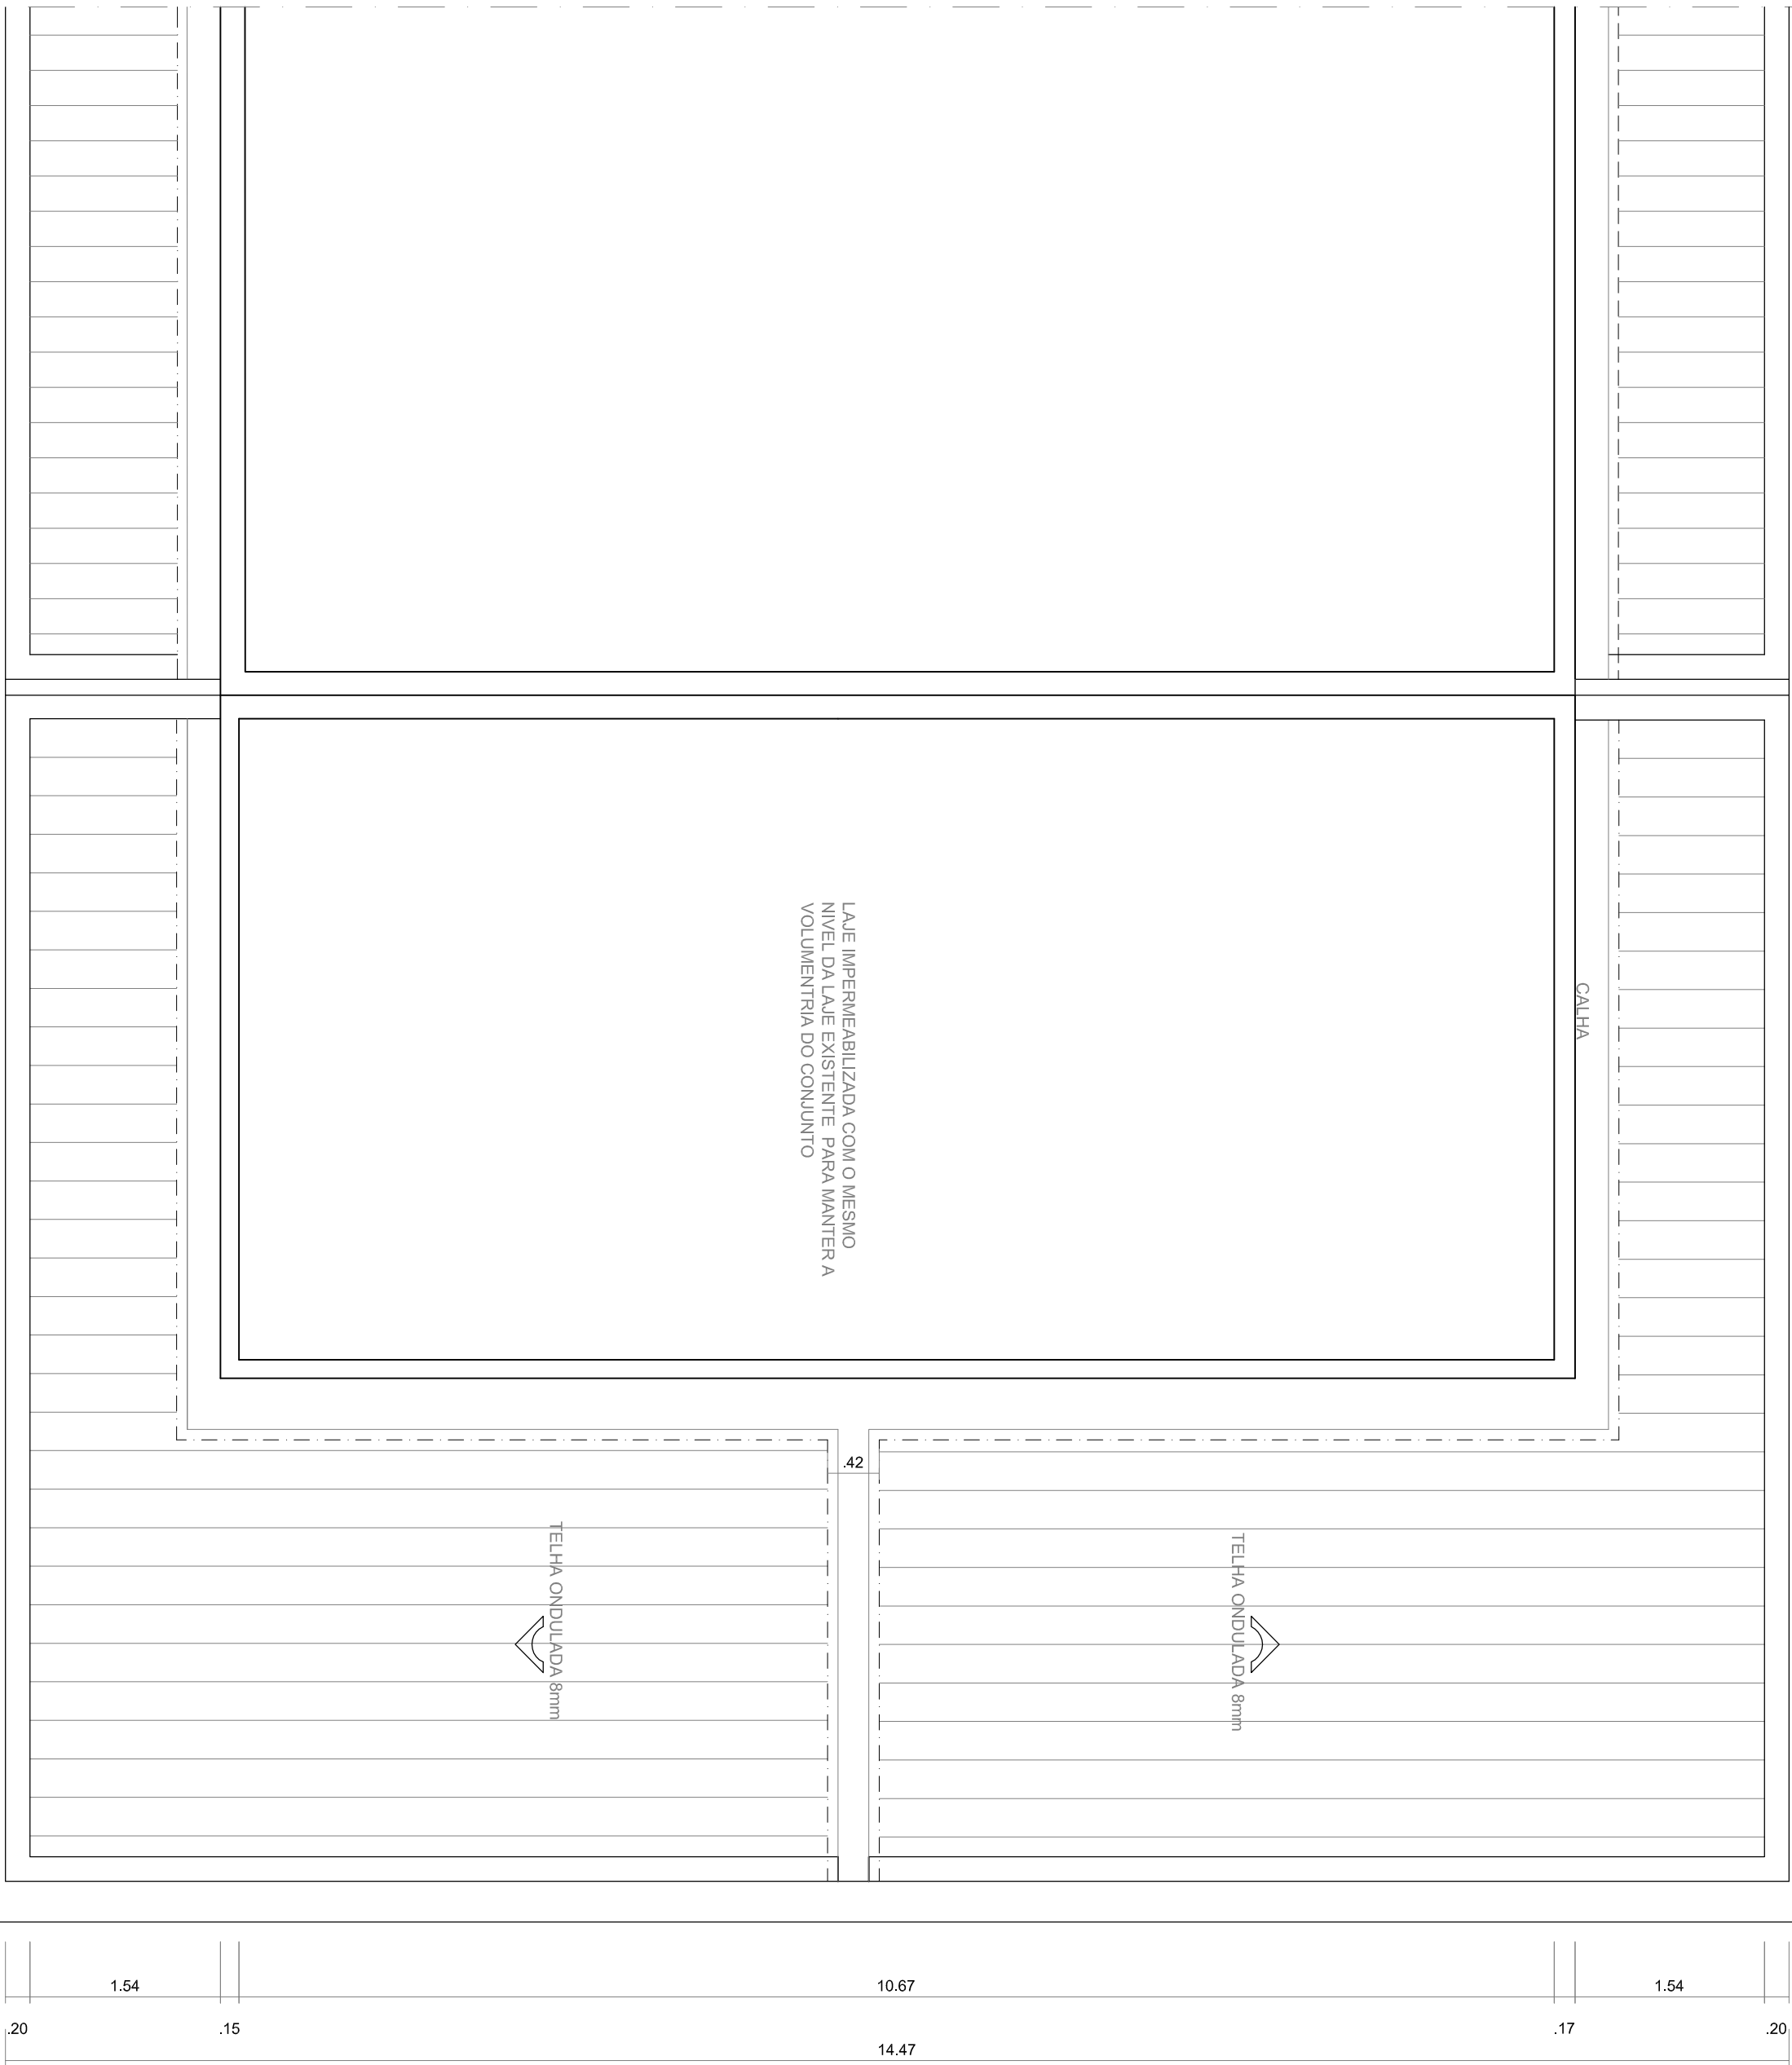 LAJE IMPERMEABILIZADA COM O MESMO
NIVEL DA LAJE EXISTENTE PARA MANTER A
VOLUMENTRIA DO CONJUNTO
CALHA
.42
TELHA ONDULADA 8mm
TELHA ONDULADA 8mm
1.54
10.67
1.54
.20
.15
.17
.20
14.47